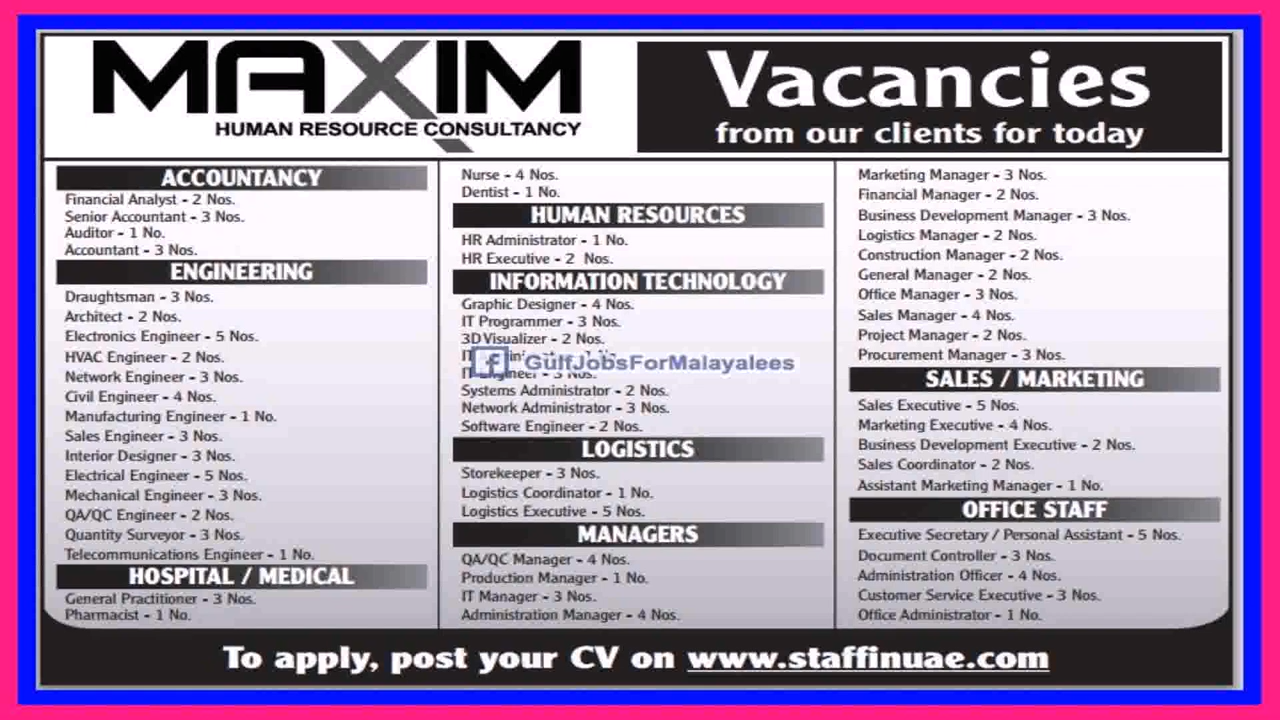 MAXIM
HUMAN RESOURCE CONSULTANCY
Vacancies
from our clients for today
ACCOUNTANCY
Financial Analyst - 2 Nos.
Senior Accountant - 3 Nos.
Auditor - 1 No.
Accountant - 3 Nos.
ENGINEERING
Draughtsman - 3 Nos.
Architect - 2 Nos.
Electronics Engineer - 5 Nos.
HVAC Engineer - 2 Nos.
Network Engineer - 3 Nos.
Civil Engineer - 4 Nos.
Manufacturing Engineer - 1 No.
Sales Engineer - 3 Nos.
Interior Designer - 3 Nos.
Electrical Engineer - 5 Nos.
Mechanical Engineer - 3 Nos.
QA/QC Engineer - 2 Nos.
Quantity Surveyor - 3 Nos.
Telecommunications Engineer - 1 No.
HOSPITAL / MEDICAL
General Practitioner - 3 Nos.
Pharmacist - 1 No.
Nurse - 4 Nos.
Dentist - 1 No.
HUMAN RESOURCES
HR Administrator - 1 No.
HR Executive - 2 Nos.
INFORMATION TECHNOLOGY
Graphic Designer - 4 Nos.
IT Programmer - 3 Nos.
3D Visualizer - 2 Nos.
IT
f GulfJobsForMalayalees
IT Engineer - 3 Nos.
Systems Administrator - 2 Nos.
Network Administrator - 3 Nos.
Software Engineer - 2 Nos.
LOGISTICS
Storekeeper - 3 Nos.
Logistics Coordinator - 1 No.
Logistics Executive - 5 Nos.
MANAGERS
QA/QC Manager - 4 Nos.
Production Manager - 1 No.
IT Manager - 3 Nos.
Administration Manager - 4 Nos.
Marketing Manager - 3 Nos.
Financial Manager - 2 Nos.
Business Development Manager - 3 Nos.
Logistics Manager - 2 Nos.
Construction Manager - 2 Nos.
General Manager - 2 Nos.
Office Manager - 3 Nos.
Sales Manager - 4 Nos.
Project Manager - 2 Nos.
Procurement Manager - 3 Nos.
SALES / MARKETING
Sales Executive - 5 Nos.
Marketing Executive - 4 Nos.
Business Development Executive - 2 Nos.
Sales Coordinator - 2 Nos.
Assistant Marketing Manager - 1 No.
OFFICE STAFF
Executive Secretary / Personal Assistant - 5 Nos.
Document Controller - 3 Nos.
Administration Officer - 4 Nos.
Customer Service Executive - 3 Nos.
Office Administrator - 1 No.
To apply, post your CV on www.staffinuae.com